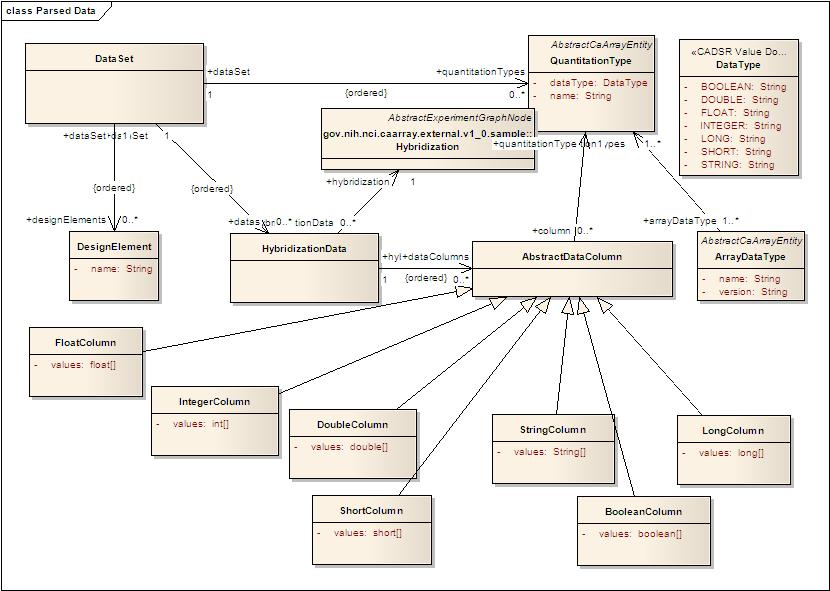 class Parsed Data
DataSet
AbstractCaArrayEntity
QuantitationType
- dataType: DataType
- name: String
«CADSR Value Do...
DataType
- BOOLEAN: String
- DOUBLE: String
- FLOAT: String
- INTEGER: String
- LONG: String
- SHORT: String
- STRING: String
+dataSet
+quantitationTypes
1
{ordered}
0..*
AbstractExperimentGraphNode
gov.nih.nci.caarray.external.v1_0.sample::
Hybridization
+dataSet
1
+quantitationType
1..*
{ordered}
{ordered}
+hybridization
1
+designElements
0..*
0..*
0..*
+arrayDataType
1..*
+column
0..*
DesignElement
- name: String
HybridizationData
+dataColumns
1
{ordered}
0..*
AbstractDataColumn
AbstractCaArrayEntity
ArrayDataType
- name: String
- version: String
FloatColumn
- values: float[]
IntegerColumn
- values: int[]
DoubleColumn
- values: double[]
StringColumn
- values: String[]
LongColumn
- values: long[]
ShortColumn
- values: short[]
BooleanColumn
- values: boolean[]